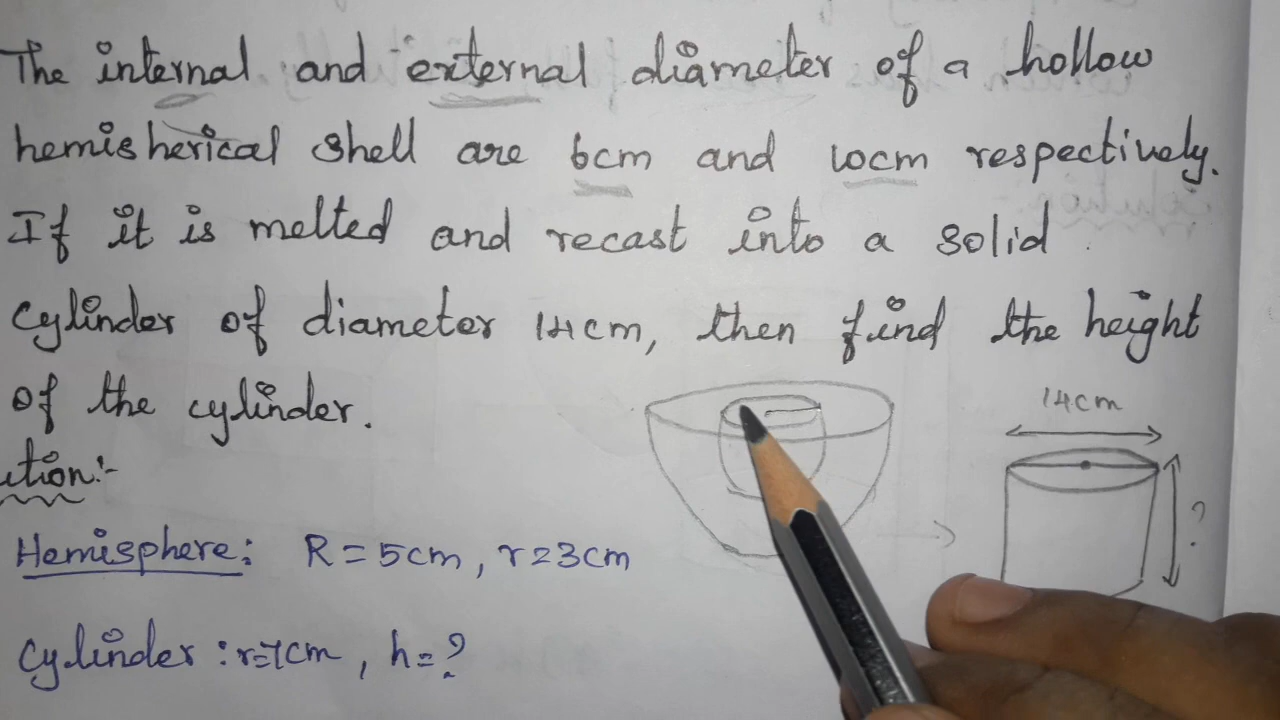 The internal and external diameter of a hollow
hemisherical shell are 6cm and 10cm respectively.
If it is melted and recast into a solid
cylinder of diameter 14cm, then find the height
of the cylinder.
14cm
ution:-
?
Hemisphere: R = 5cm, r=3cm
Cylinder : r=7cm, h=?